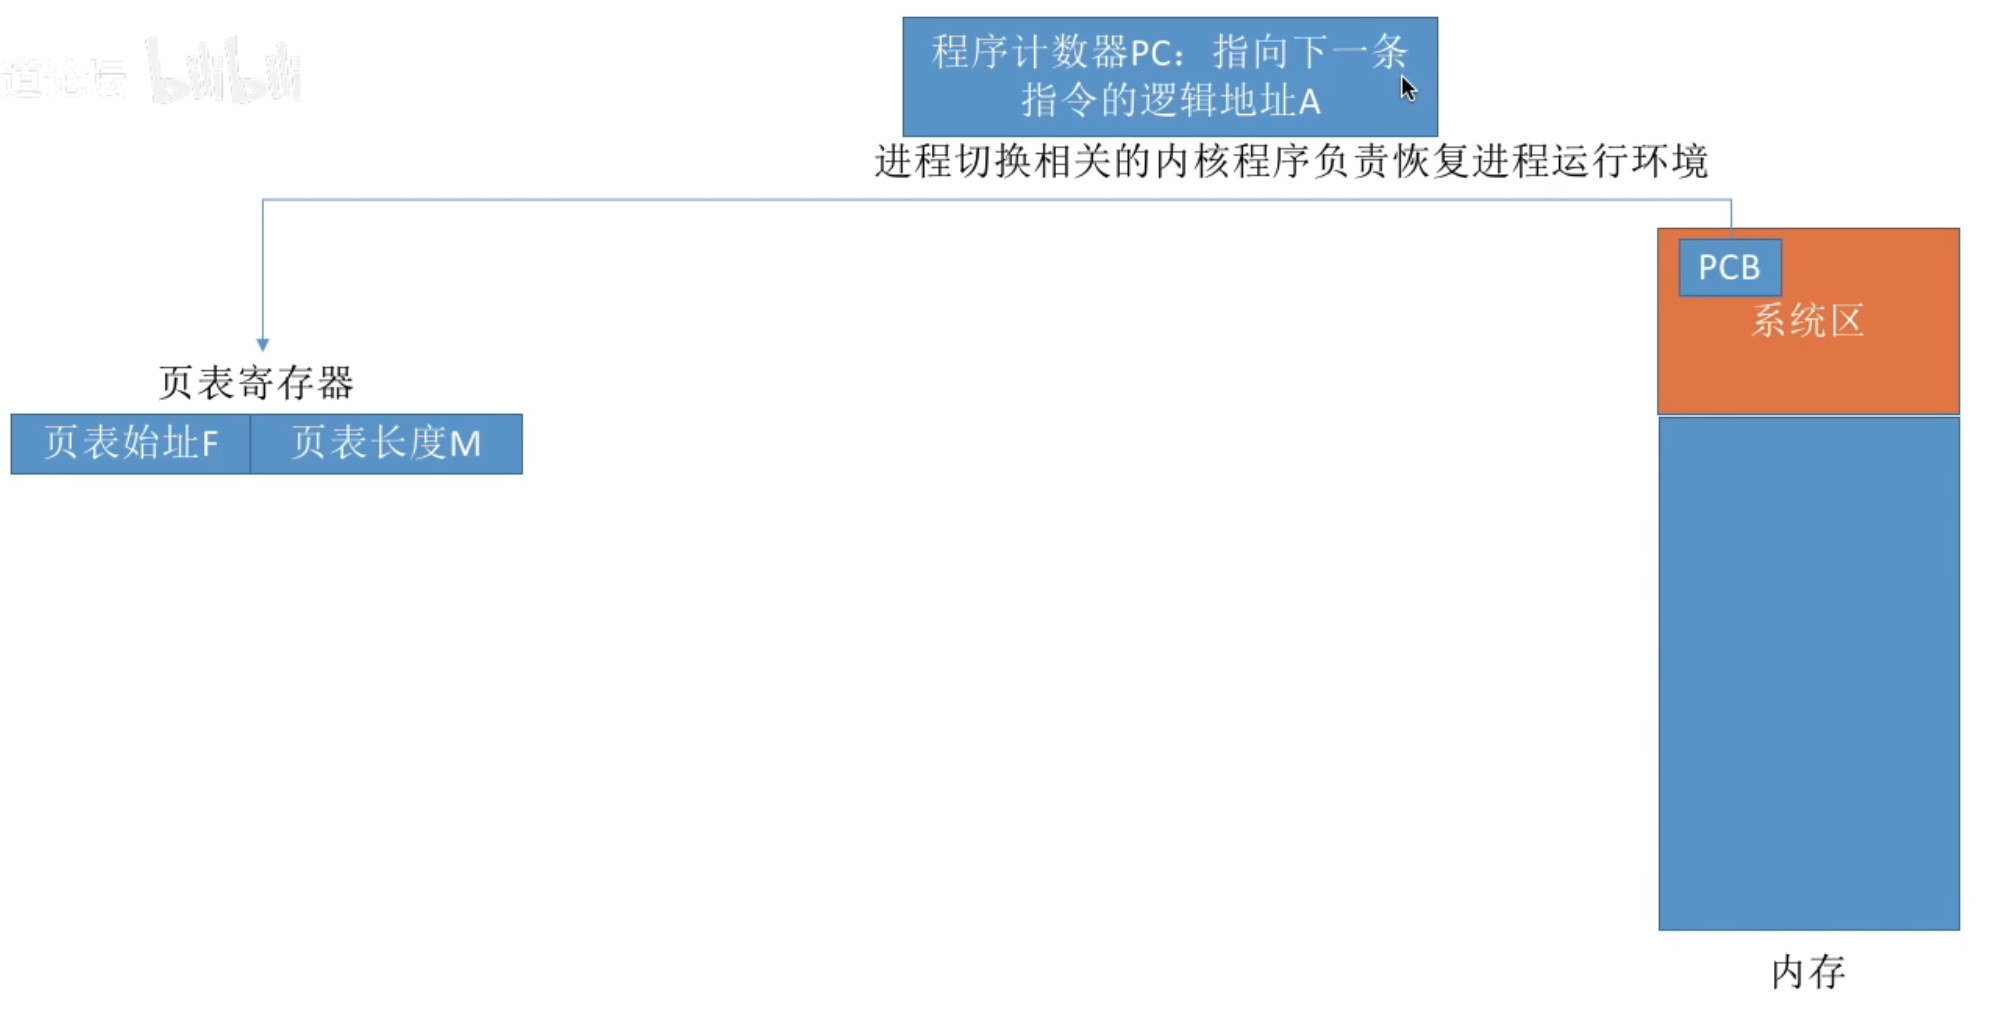 道论坛 bilibili
程序计数器PC：指向下一条
指令的逻辑地址A
进程切换相关的内核程序负责恢复进程运行环境
PCB
系统区
页表寄存器
页表始址F 页表长度M
内存